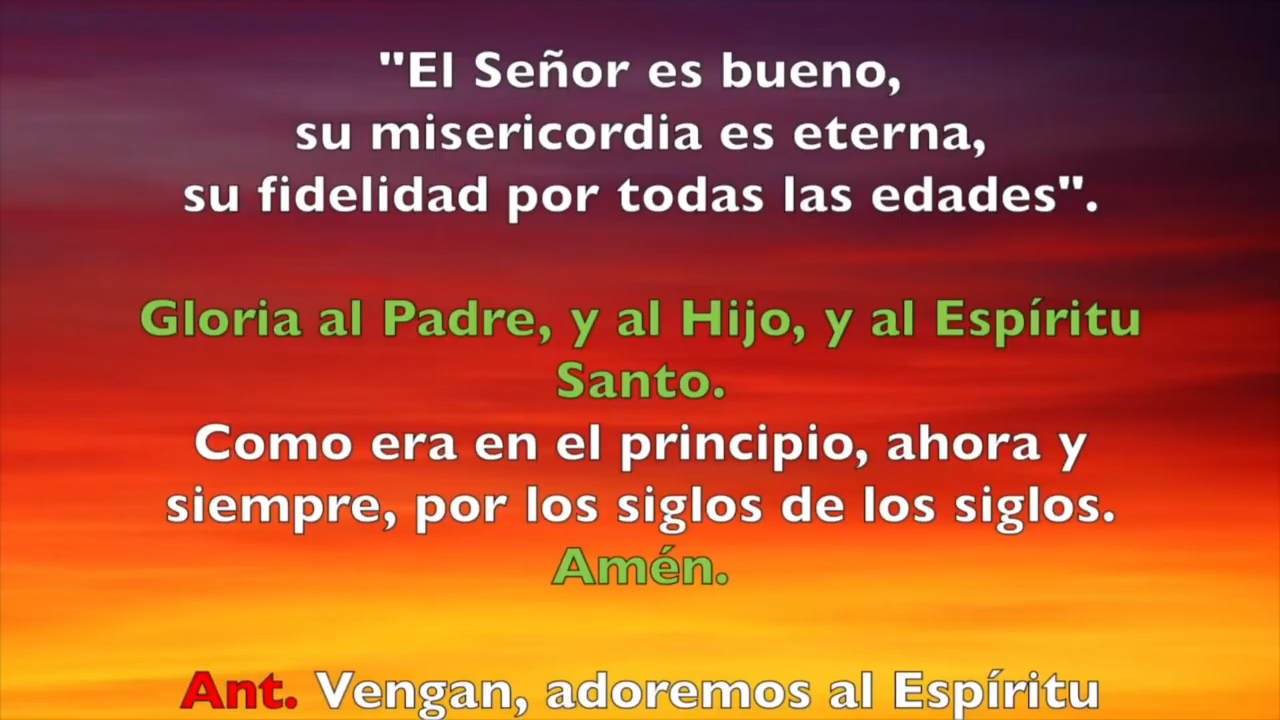 "El Señor es bueno,
su misericordia es eterna,
su fidelidad por todas las edades".
Gloria al Padre, y al Hijo, y al Espíritu
Santo.
Como era en el principio, ahora y
siempre, por los siglos de los siglos.
Amén.
Ant. Vengan, adoremos al Espíritu